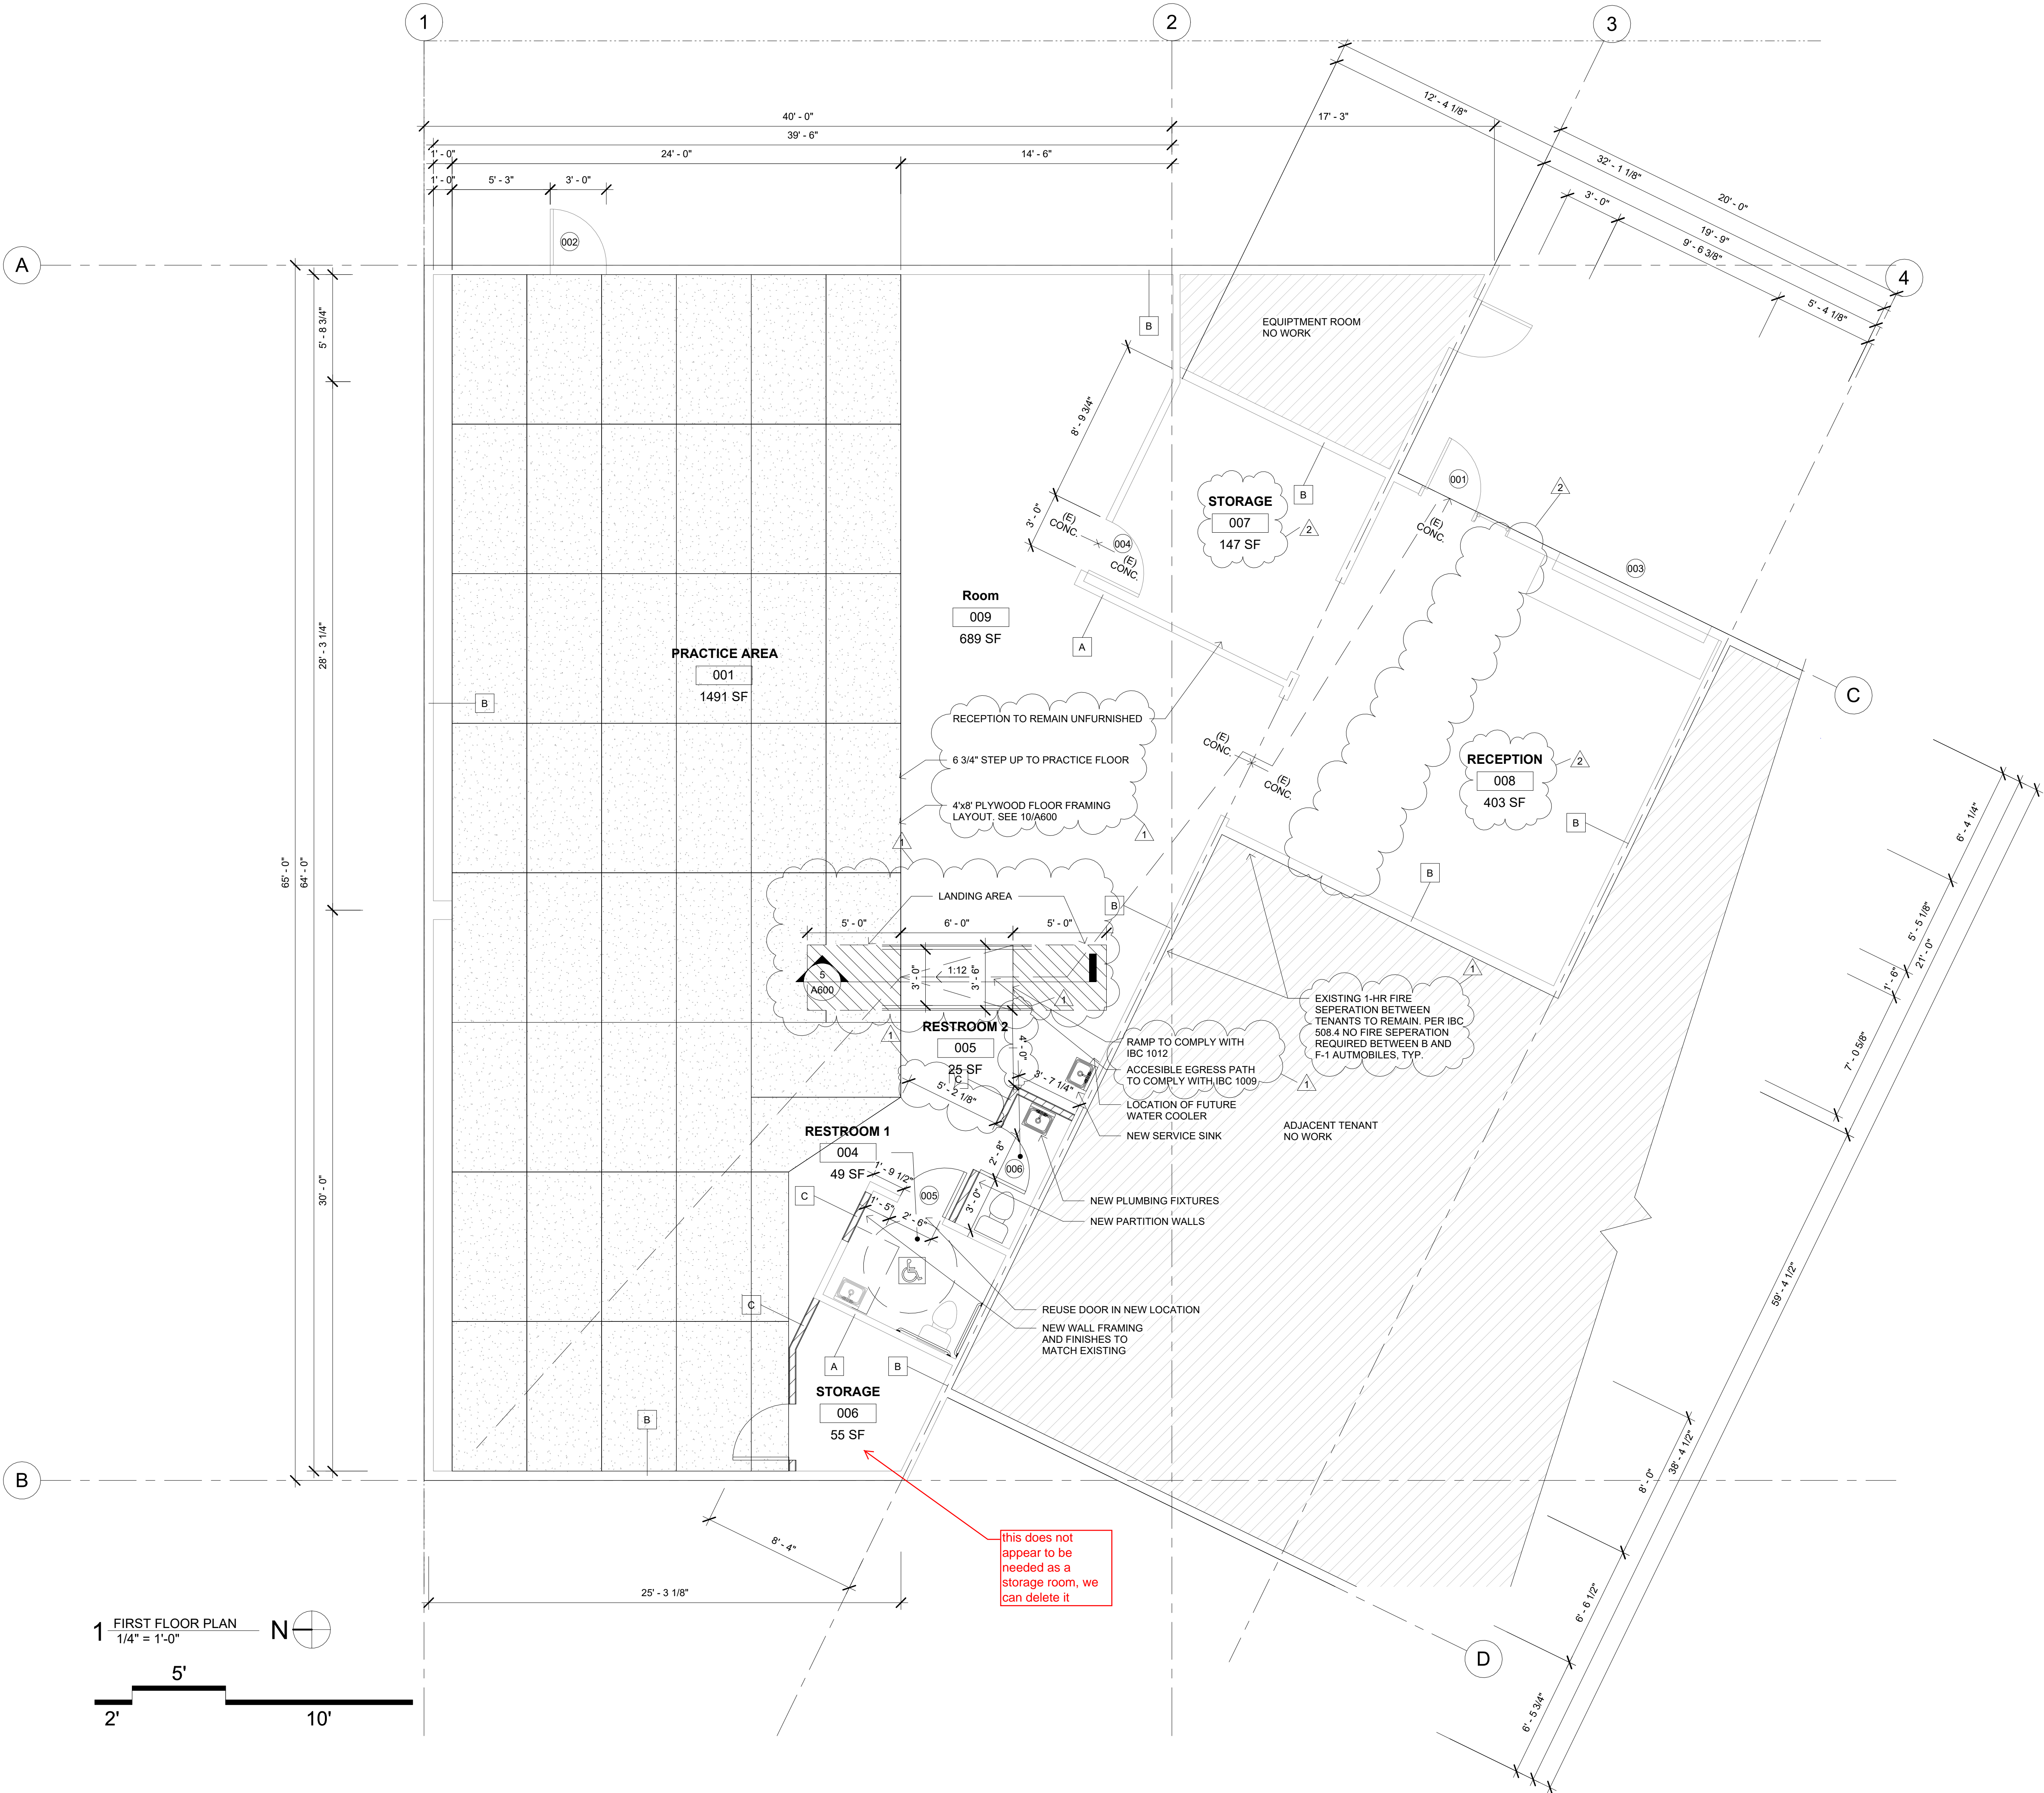 1
2
3
4
A
B
C
D
40' - 0"
17' - 3"
39' - 6"
1' - 0"
24' - 0"
14' - 6"
1' - 0"
5' - 3"
3' - 0"
12' - 4 1/8"
32' - 1 1/8"
20' - 0"
3' - 0"
19' - 9"
9' - 6 3/8"
5' - 4 1/8"
002
5' - 8 3/4"
28' - 3 1/4"
65' - 0"
64' - 0"
30' - 0"
B
EQUIPTMENT ROOM
NO WORK
8' - 9 3/4"
3' - 0"
(E)
CONC.
004
(E)
CONC.
STORAGE
007
147 SF
2
B
001
(E)
CONC.
2
003
Room
009
689 SF
A
PRACTICE AREA
001
1491 SF
B
RECEPTION TO REMAIN UNFURNISHED
6 3/4" STEP UP TO PRACTICE FLOOR
4'x8' PLYWOOD FLOOR FRAMING
LAYOUT. SEE 10/A600
1
1
(E)
CONC.
(E)
CONC.
RECEPTION
008
403 SF
2
B
B
B
LANDING AREA
5' - 0"
6' - 0"
5' - 0"
5
A600
3' - 0"
1:12
3' - 6"
1
1
RESTROOM 2
005
25 SF
C
4' - 0"
3' - 7 1/4"
5' - 2 1/8"
RAMP TO COMPLY WITH
IBC 1012
ACCESIBLE EGRESS PATH
TO COMPLY WITH IBC 1009
1
LOCATION OF FUTURE
WATER COOLER
NEW SERVICE SINK
1
EXISTING 1-HR FIRE
SEPERATION BETWEEN
TENANTS TO REMAIN. PER IBC
508.4 NO FIRE SEPERATION
REQUIRED BETWEEN B AND
F-1 AUTMOBILES, TYP.
ADJACENT TENANT
NO WORK
RESTROOM 1
004
49 SF
1' - 9 1/2"
C
1' - 5"
2' - 6"
005
2' - 8"
006
3' - 0"
NEW PLUMBING FIXTURES
NEW PARTITION WALLS
C
REUSE DOOR IN NEW LOCATION
NEW WALL FRAMING
AND FINISHES TO
MATCH EXISTING
A
B
STORAGE
006
55 SF
B
this does not
appear to be
needed as a
storage room, we
can delete it
8' - 4"
25' - 3 1/8"
6' - 4 1/4"
5' - 5 1/8"
21' - 0"
1' - 6"
7' - 0 5/8"
59' - 4 1/2"
38' - 4 1/2"
8' - 0"
6' - 6 1/2"
6' - 5 3/4"
1 FIRST FLOOR PLAN
1/4" = 1'-0"
N
5'
2'
10'